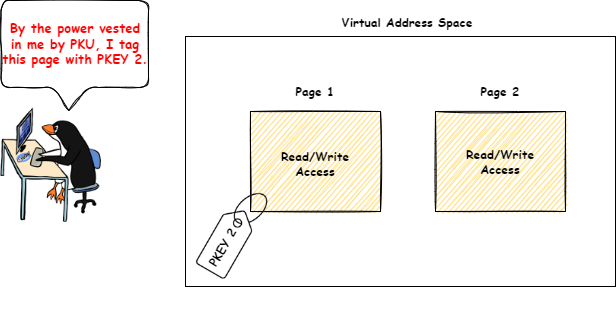 By the power vested
in me by PKU, I tag
this page with PKEY 2.
Virtual Address Space
Page 1
Page 2
Read/Write
Access
Read/Write
Access
PKEY 2